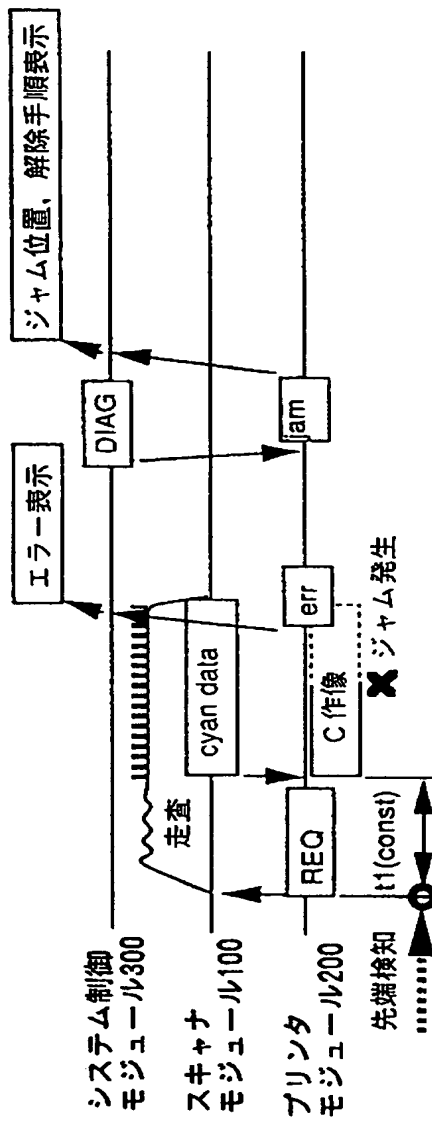 ジャム位置、解除手順表示
エラー表示
システム制御
モジュール300
DIAG
スキャナ
モジュール100
走査
cyan data
プリンタ
モジュール200
REQ
err
jam
C 作像
ジャム発生
先端検知
t1(const)